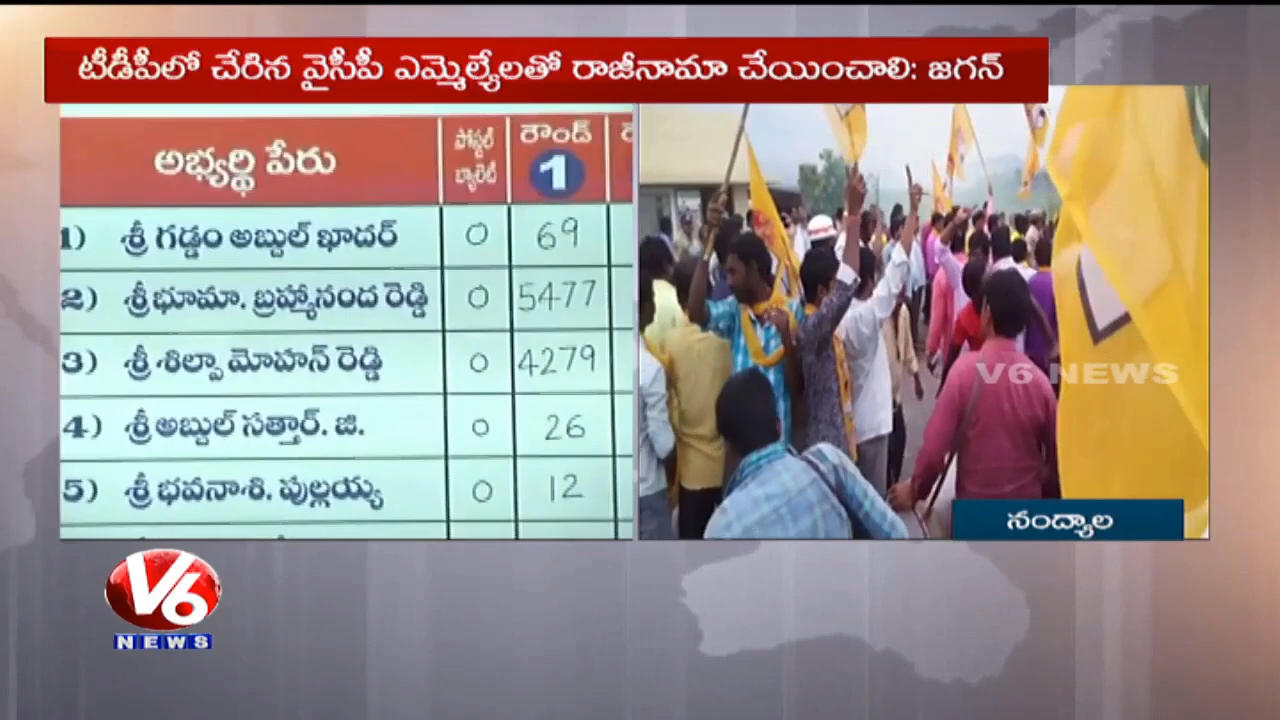 టీడీపీలో చేరిన వైసీపీ ఎమ్మెల్యేలతో రాజీనామా చేయించాలి: జగన్
అభ్యర్థి పేరు పోస్టల్ బ్యాలెట్ రౌండ్ 1
1) శ్రీ గడ్డం అబ్దుల్ ఖాదర్ 0 69
2) శ్రీ భూమా. బ్రహ్మానంద రెడ్డి 0 5477
3) శ్రీ శిల్పా మోహన్ రెడ్డి 0 4279
4) శ్రీ అబ్దుల్ సత్తార్. జి. 0 26
5) శ్రీ భవనాశి. పుల్లయ్య 0 12
V6 NEWS
నంద్యాల
V6
NEWS